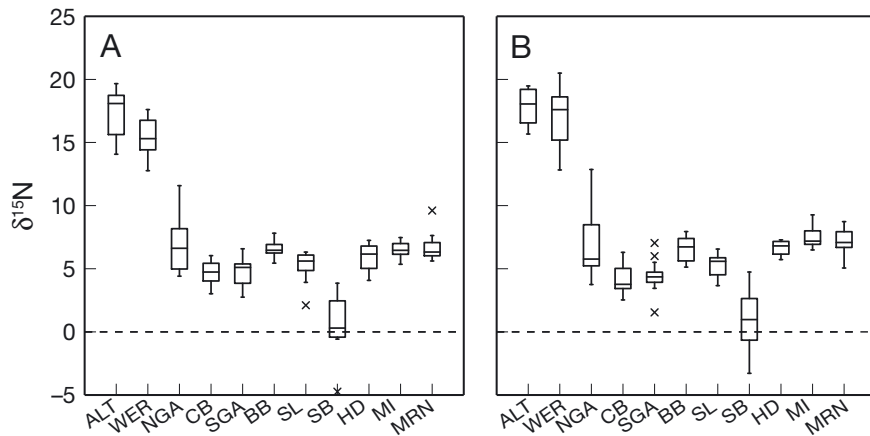 25
20
15
10
5
0
–5
δ¹⁵N
A
ALT WER NGA CB SGA BB SL SB HD MI MRN
B
ALT WER NGA CB SGA BB SL SB HD MI MRN